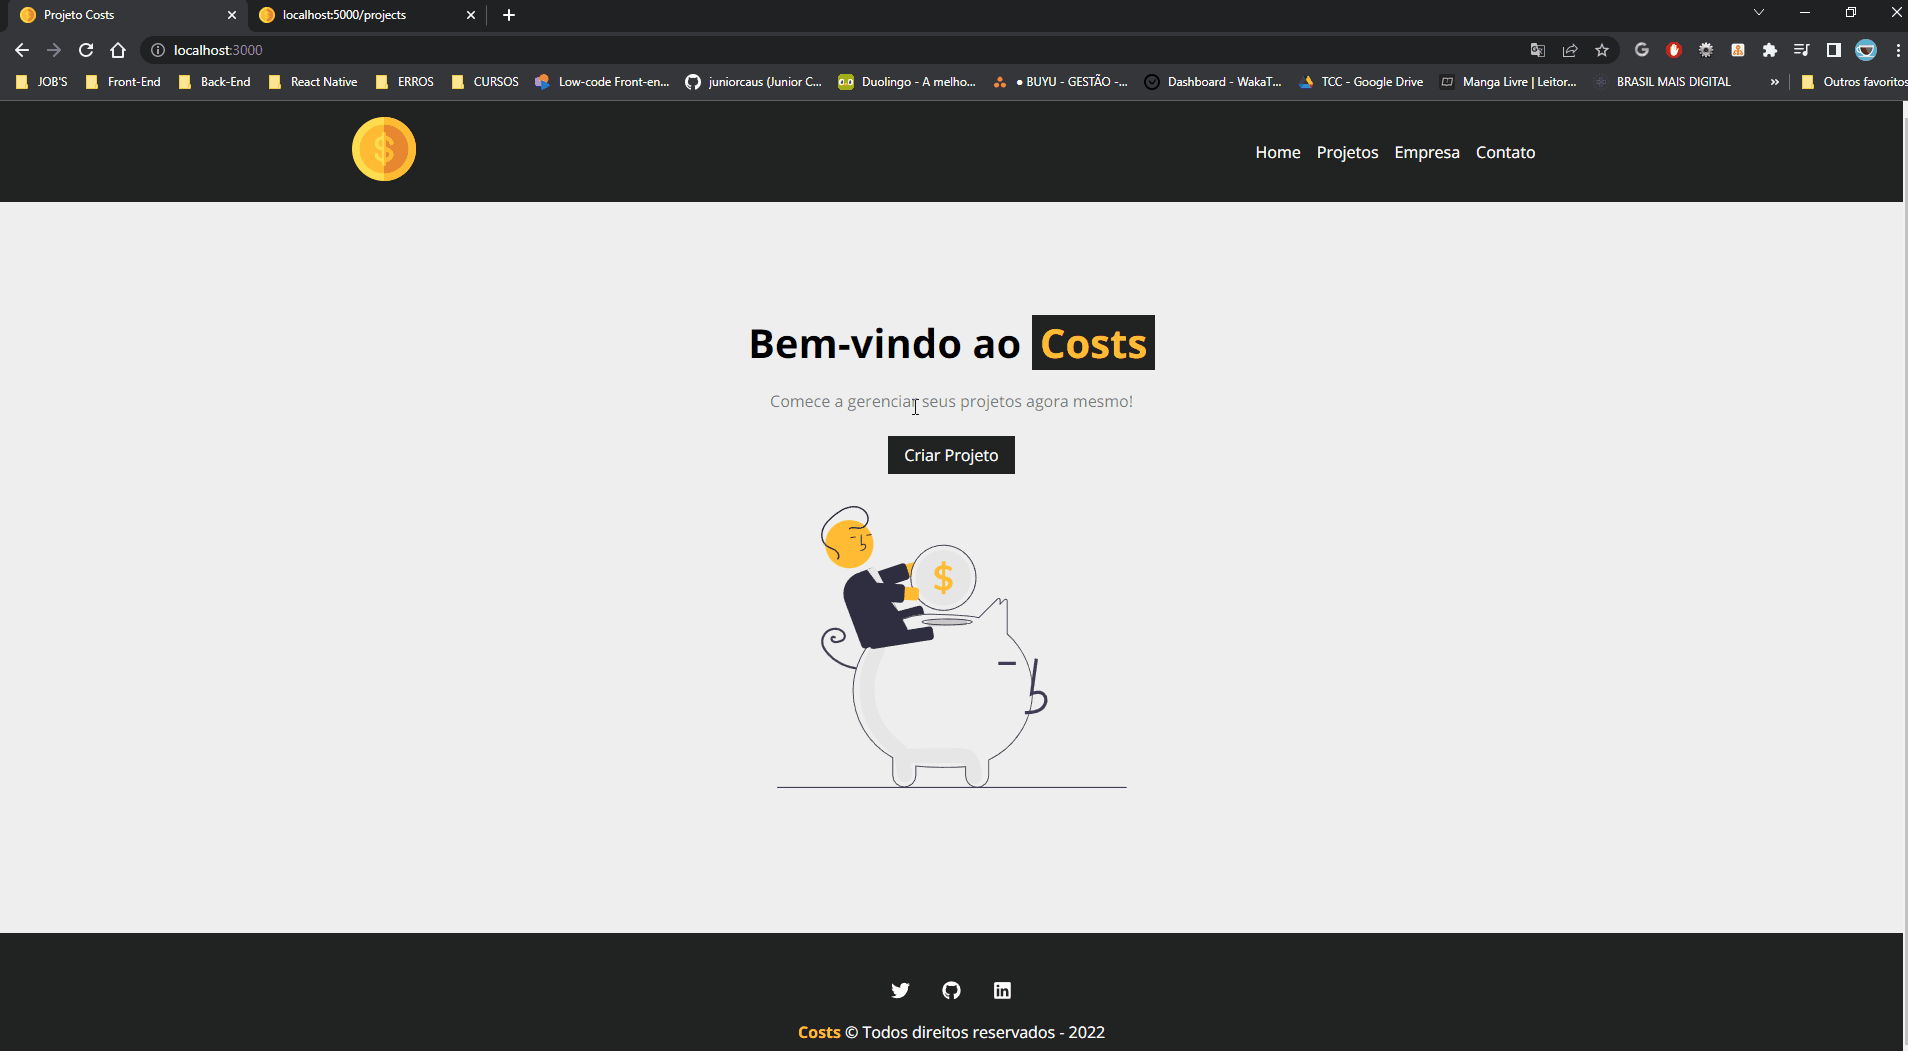 Projeto Costs
localhost:5000/projects
localhost:3000
JOB'S
Front-End
Back-End
React Native
ERROS
CURSOS
Low-code Front-en...
juniorcaus (Junior C...
Duolingo - A melho...
● BUYU - GESTÃO -...
Dashboard - WakaT...
TCC - Google Drive
Manga Livre | Leitor...
BRASIL MAIS DIGITAL
»
Outros favoritos
$
Home
Projetos
Empresa
Contato
Bem-vindo ao Costs
Comece a gerenciar seus projetos agora mesmo!
Criar Projeto
$
Costs © Todos direitos reservados - 2022